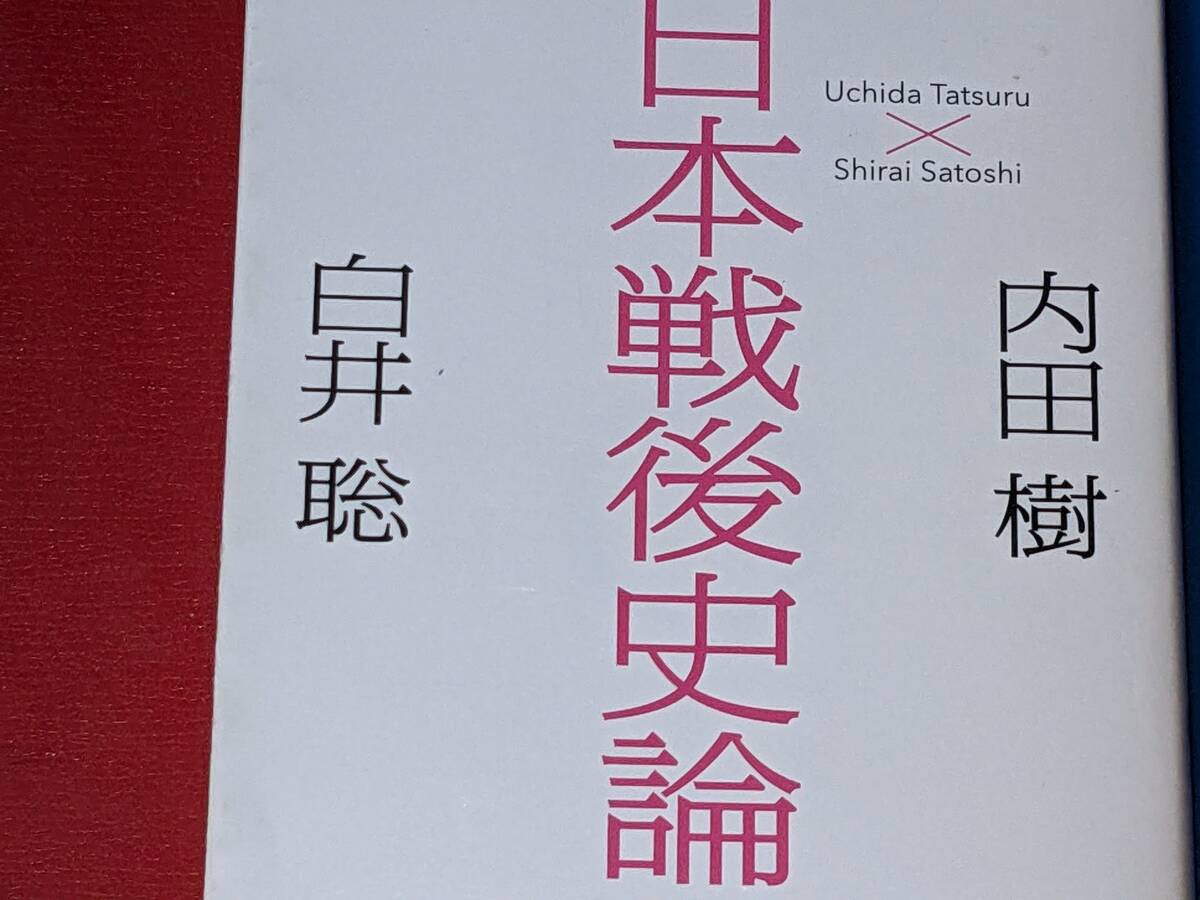 Uchida Tatsuru
×
Shirai Satoshi
内田 樹
日本戦後史論
白井 聡